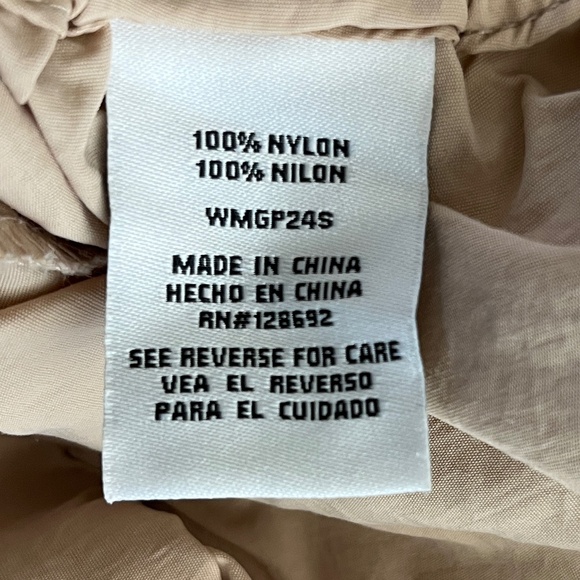 100% NYLON
100% NILON
WMGP24S
MADE IN CHINA
HECHO EN CHINA
RN#128692
SEE REVERSE FOR CARE
VEA EL REVERSO
PARA EL CUIDADO